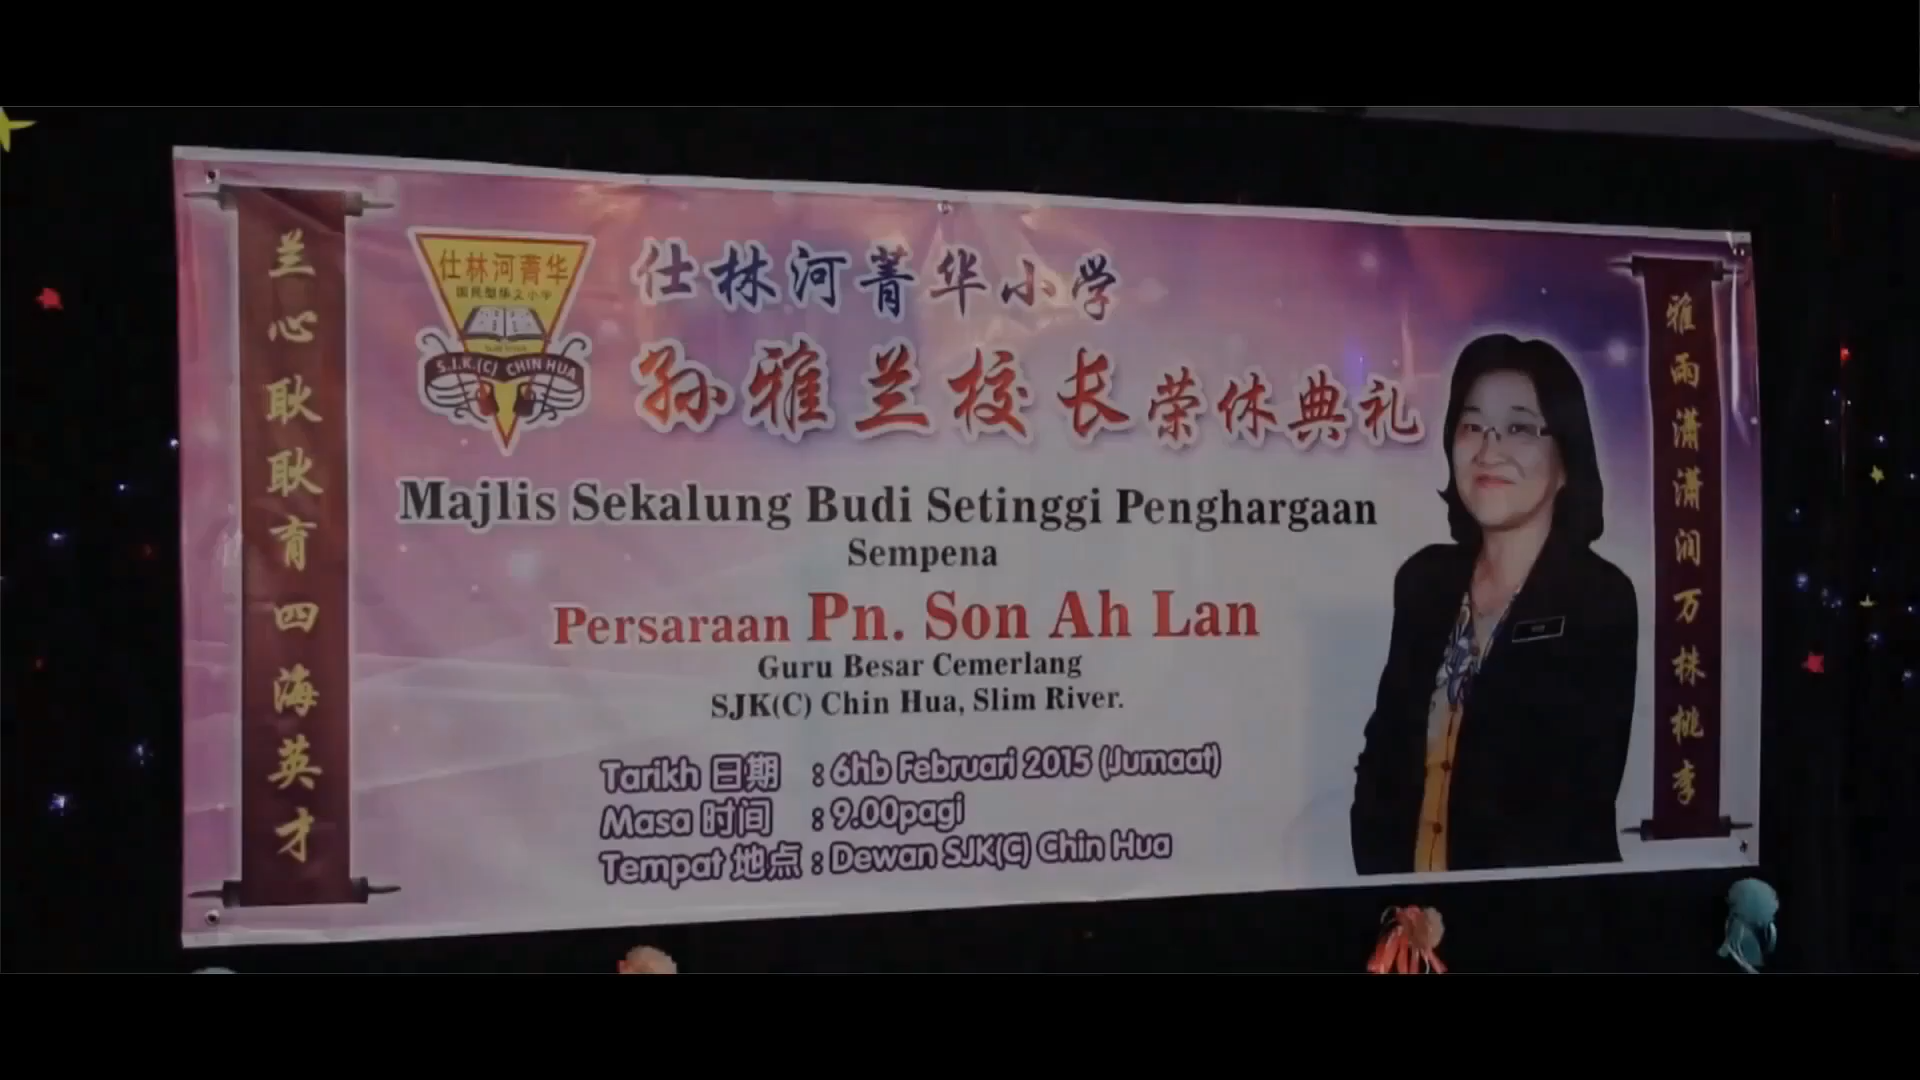 兰心耿耿育四海英才
仕林河菁华
国民型华文小学
S.J.K.(C) CHIN HUA
仕林河菁华小学
孙雅兰校长荣休典礼
Majlis Sekalung Budi Setinggi Penghargaan
Sempena
Persaraan Pn. Son Ah Lan
Guru Besar Cemerlang
SJK(C) Chin Hua, Slim River.
Tarikh 日期 : 6hb Februari 2015 (Jumaat)
Masa 时间 : 9.00pagi
Tempat 地点 : Dewan SJK(C) Chin Hua
雅雨潇潇润万株桃李